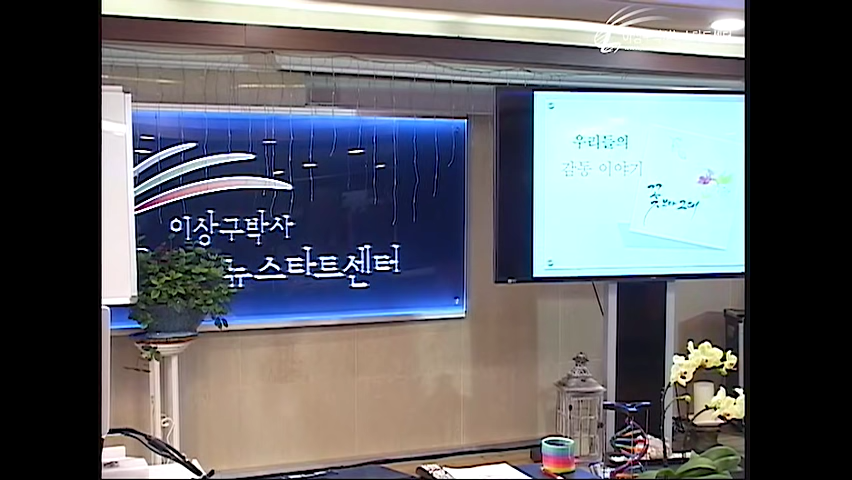 이상구박사
뉴스타트센터
우리들의
감동 이야기